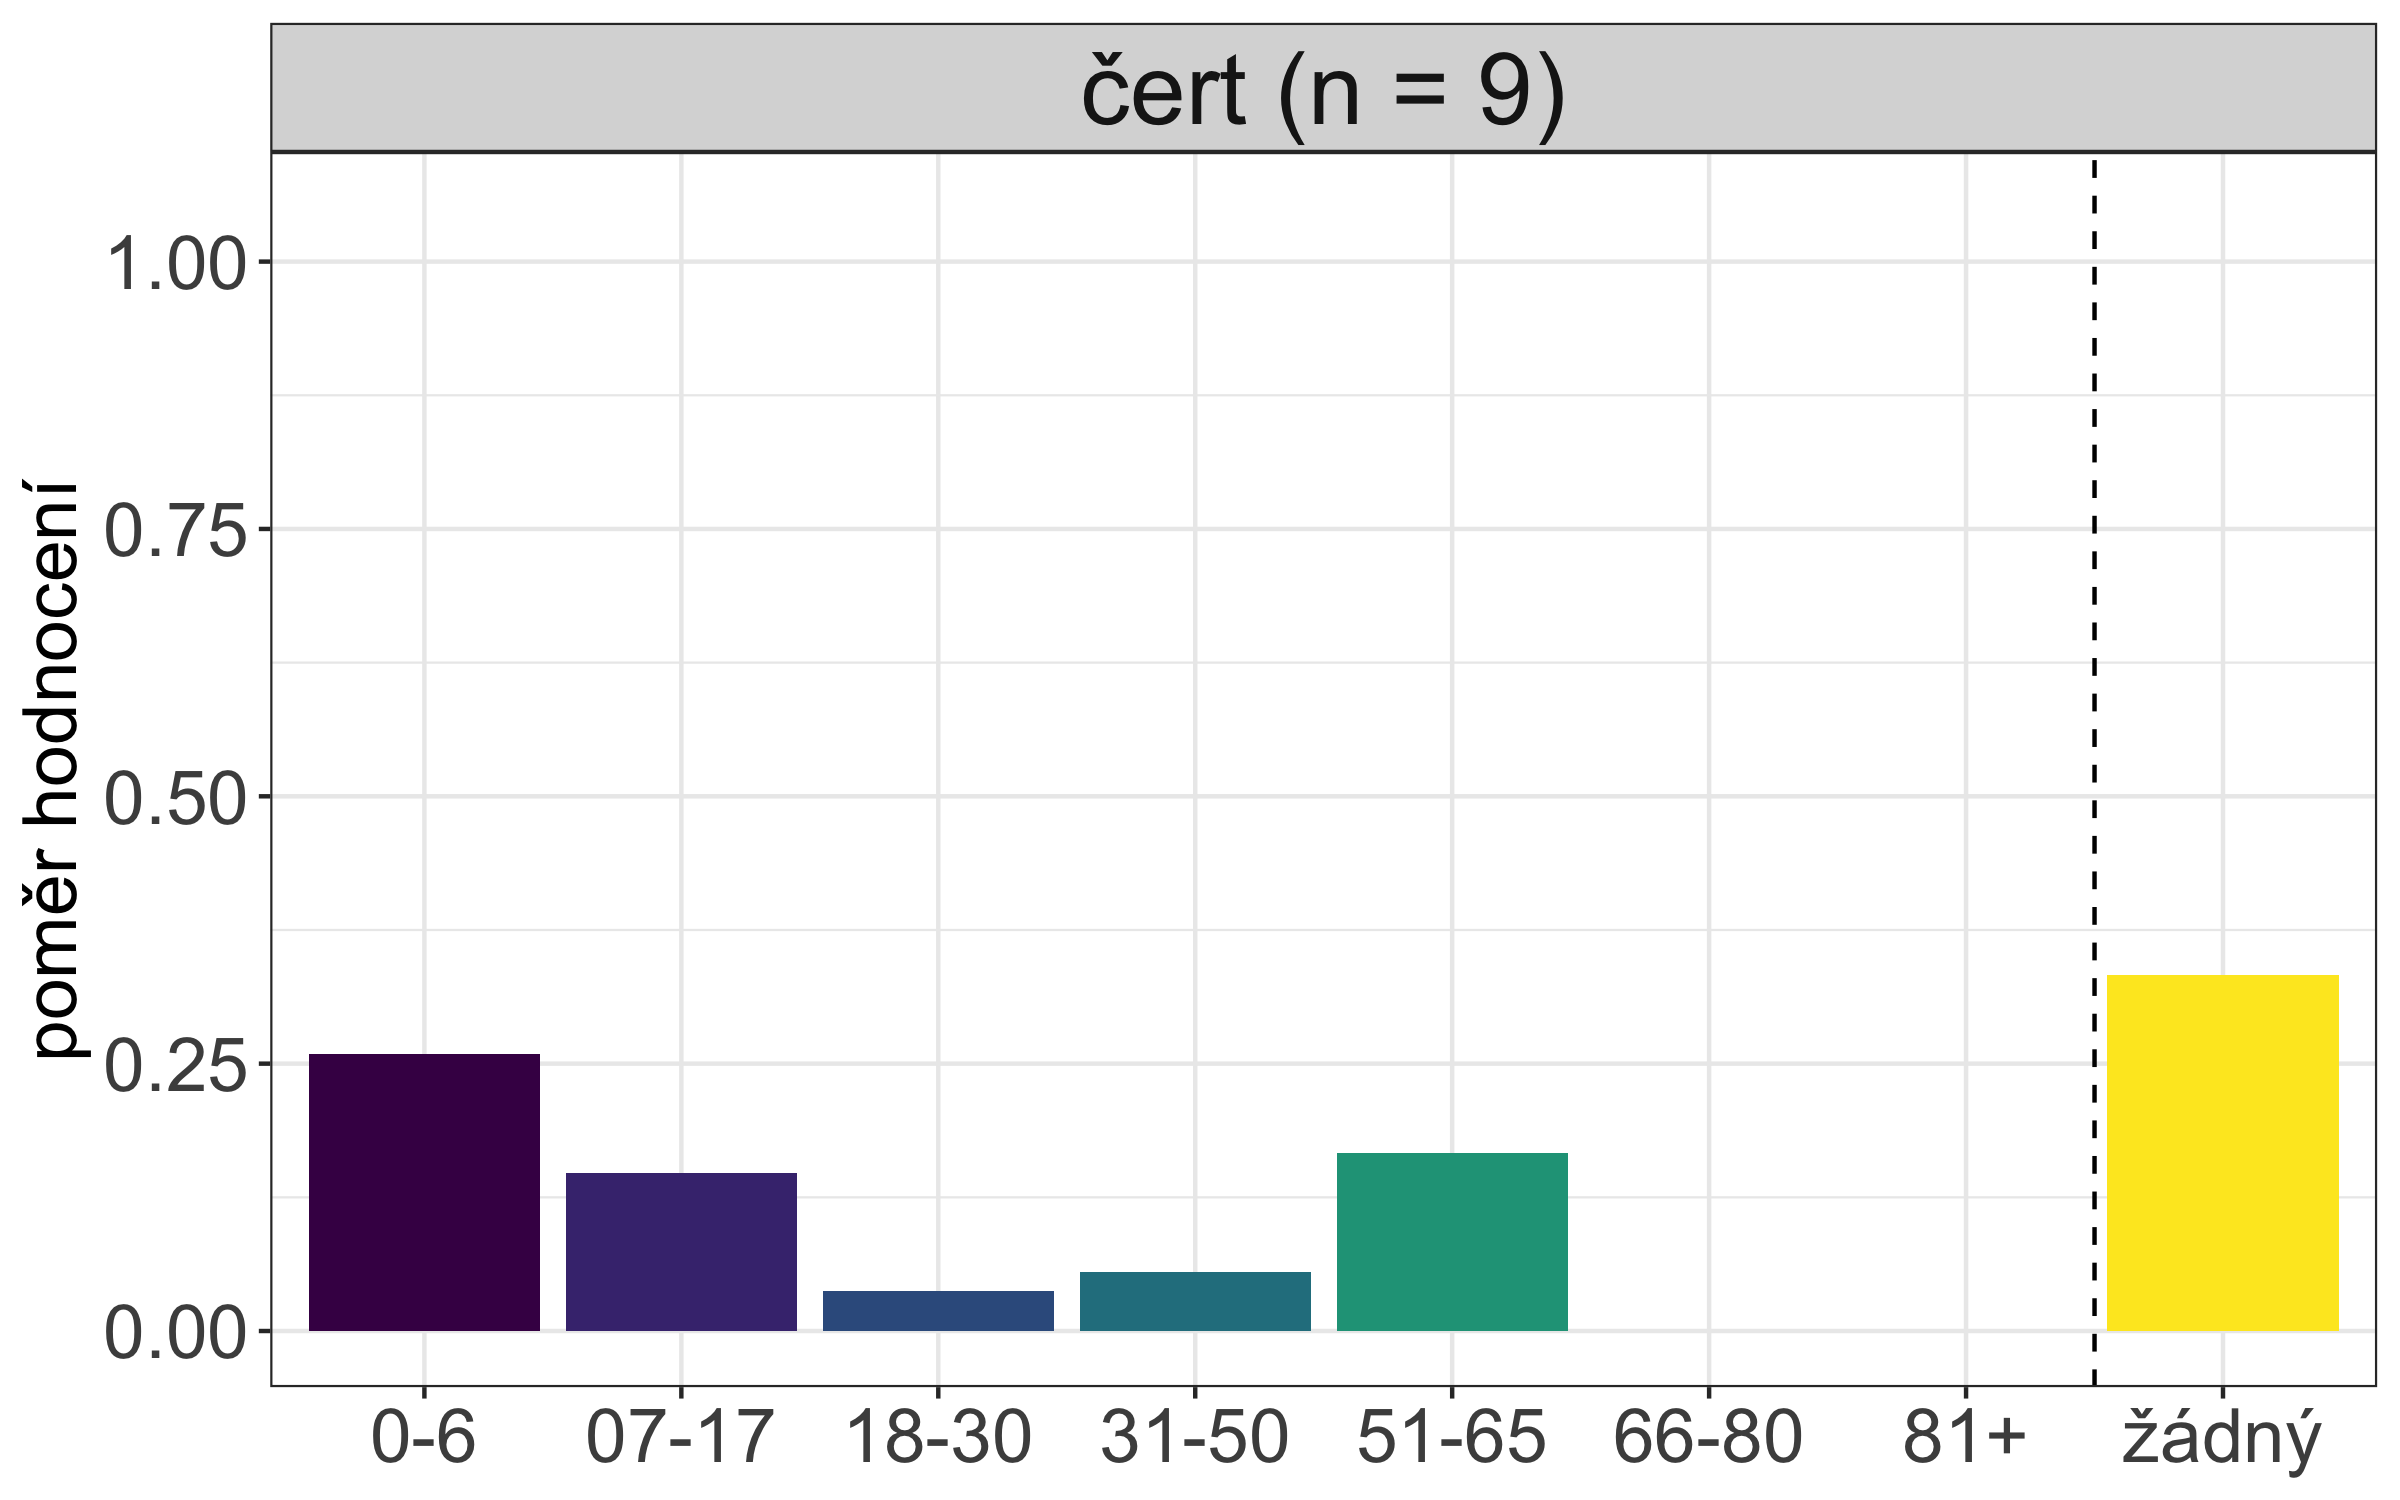 čert (n = 9)
poměr hodnocení
1.00
0.75
0.50
0.25
0.00
0-6 07-17 18-30 31-50 51-65 66-80 81+ žádný